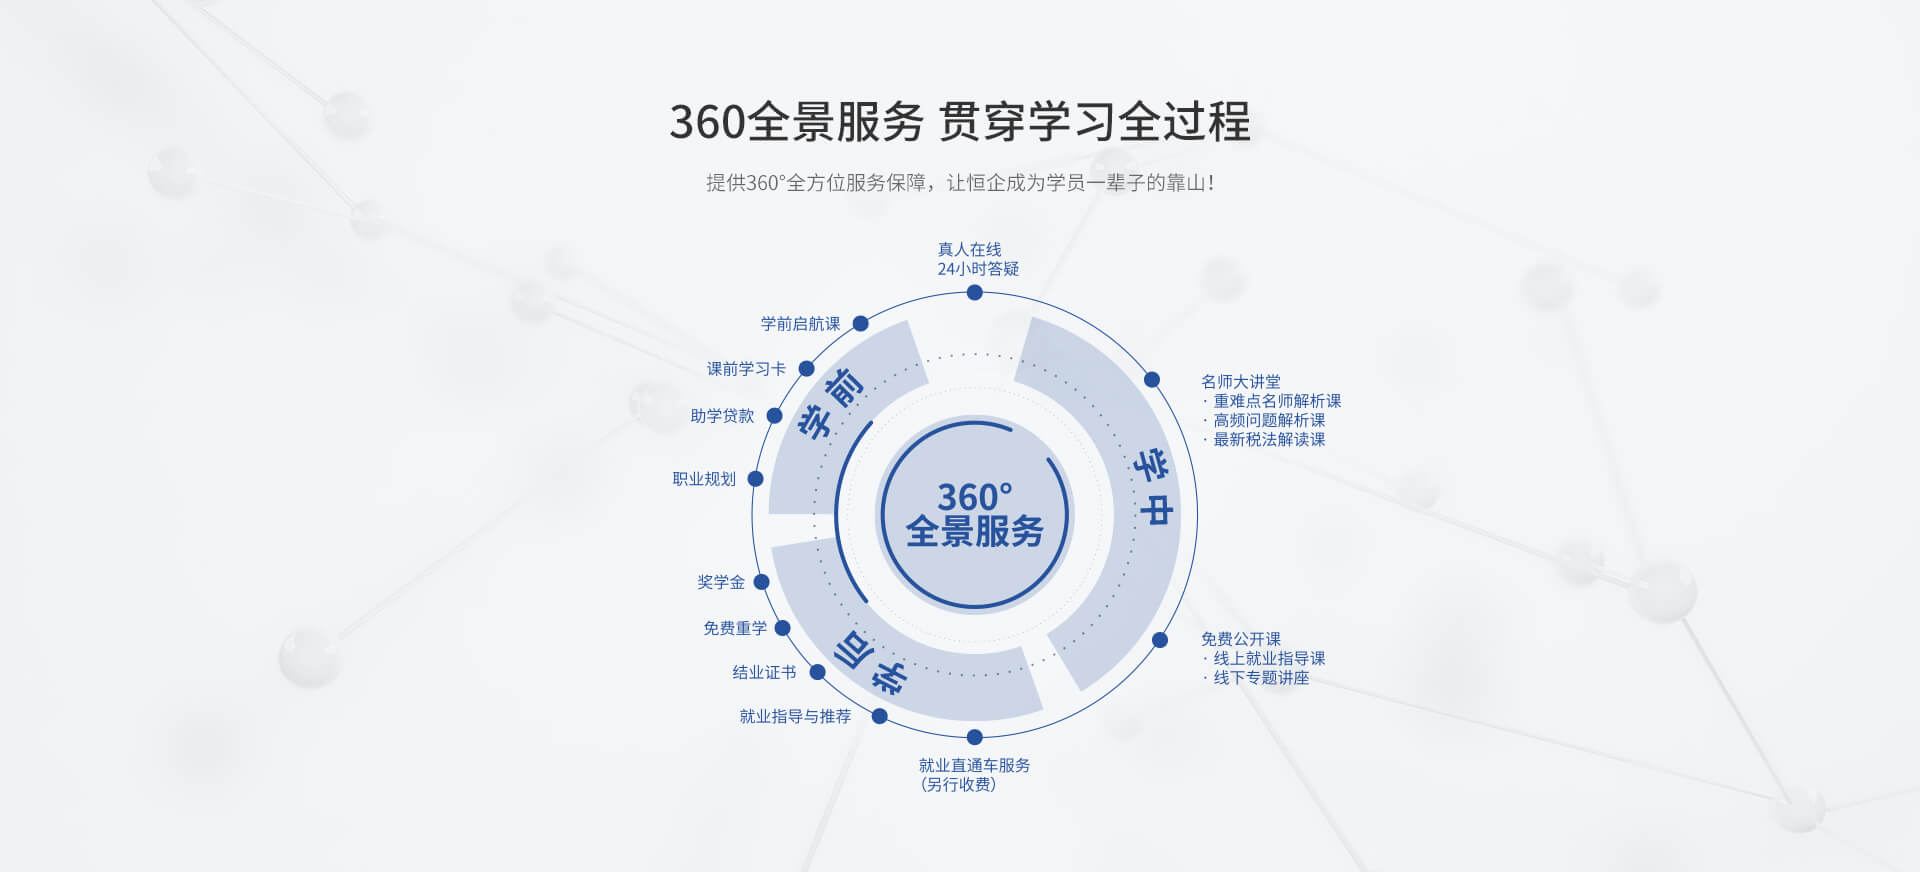 360全景服务 贯穿学习全过程
提供360°全方位服务保障，让恒企成为学员一辈子的靠山！
真人在线
24小时答疑
学前启航课
课前学习卡
助学贷款
职业规划
学前
名师大讲堂
· 重难点名师解析课
· 高频问题解析课
· 最新税法解读课
学中
360°
全景服务
奖学金
免费重学
结业证书
就业指导与推荐
学后
免费公开课
· 线上就业指导课
· 线下专题讲座
就业直通车服务
（另行收费）